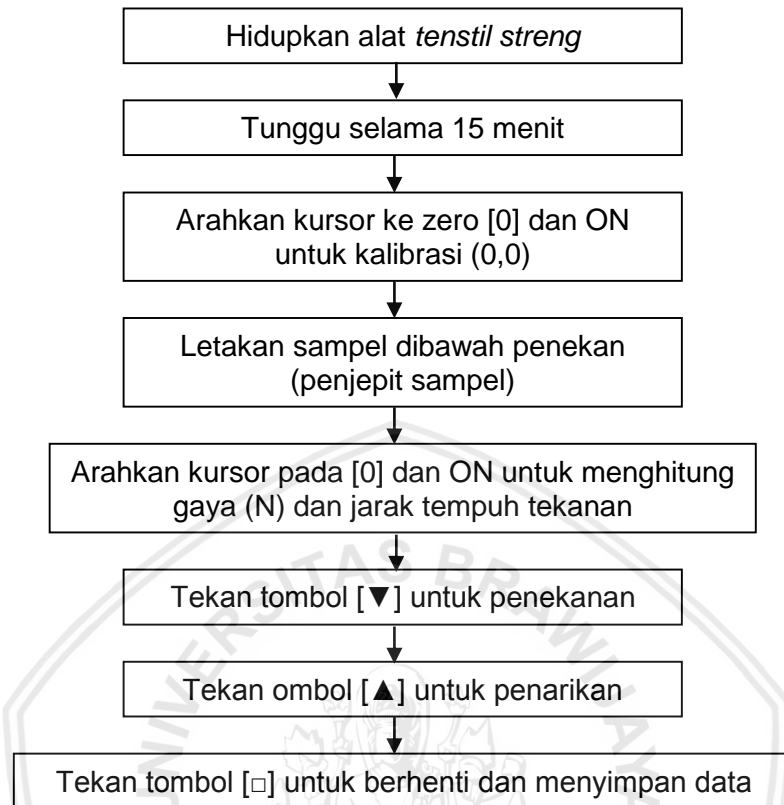 Hidupkan alat tenstil streng
Tunggu selama 15 menit
Arahkan kursor ke zero [0] dan ON
untuk kalibrasi (0,0)
Letakan sampel dibawah penekan
(penjepit sampel)
Arahkan kursor pada [0] dan ON untuk menghitung
gaya (N) dan jarak tempuh tekanan
Tekan tombol [▼] untuk penekanan
Tekan ombol [▲] untuk penarikan
Tekan tombol [□] untuk berhenti dan menyimpan data